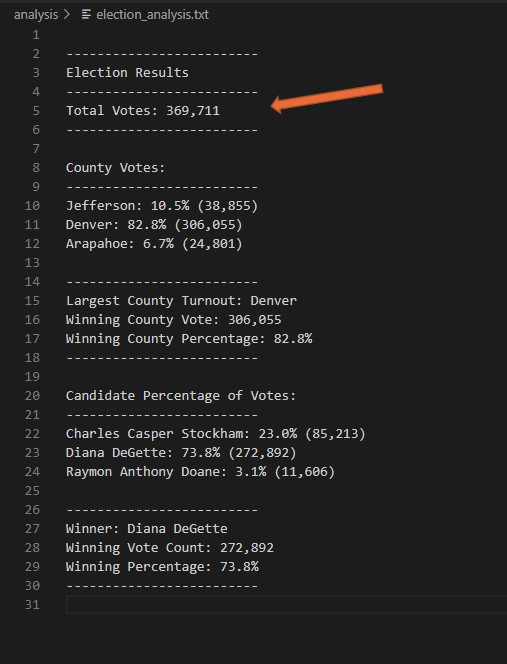 analysis > election_analysis.txt
1
2 -------------------------
3 Election Results
4 -------------------------
5 Total Votes: 369,711
6 -------------------------
7
8 County Votes:
9 -------------------------
10 Jefferson: 10.5% (38,855)
11 Denver: 82.8% (306,055)
12 Arapahoe: 6.7% (24,801)
13
14 -------------------------
15 Largest County Turnout: Denver
16 Winning County Vote: 306,055
17 Winning County Percentage: 82.8%
18 -------------------------
19
20 Candidate Percentage of Votes:
21 -------------------------
22 Charles Casper Stockham: 23.0% (85,213)
23 Diana DeGette: 73.8% (272,892)
24 Raymon Anthony Doane: 3.1% (11,606)
25
26 -------------------------
27 Winner: Diana DeGette
28 Winning Vote Count: 272,892
29 Winning Percentage: 73.8%
30 -------------------------
31